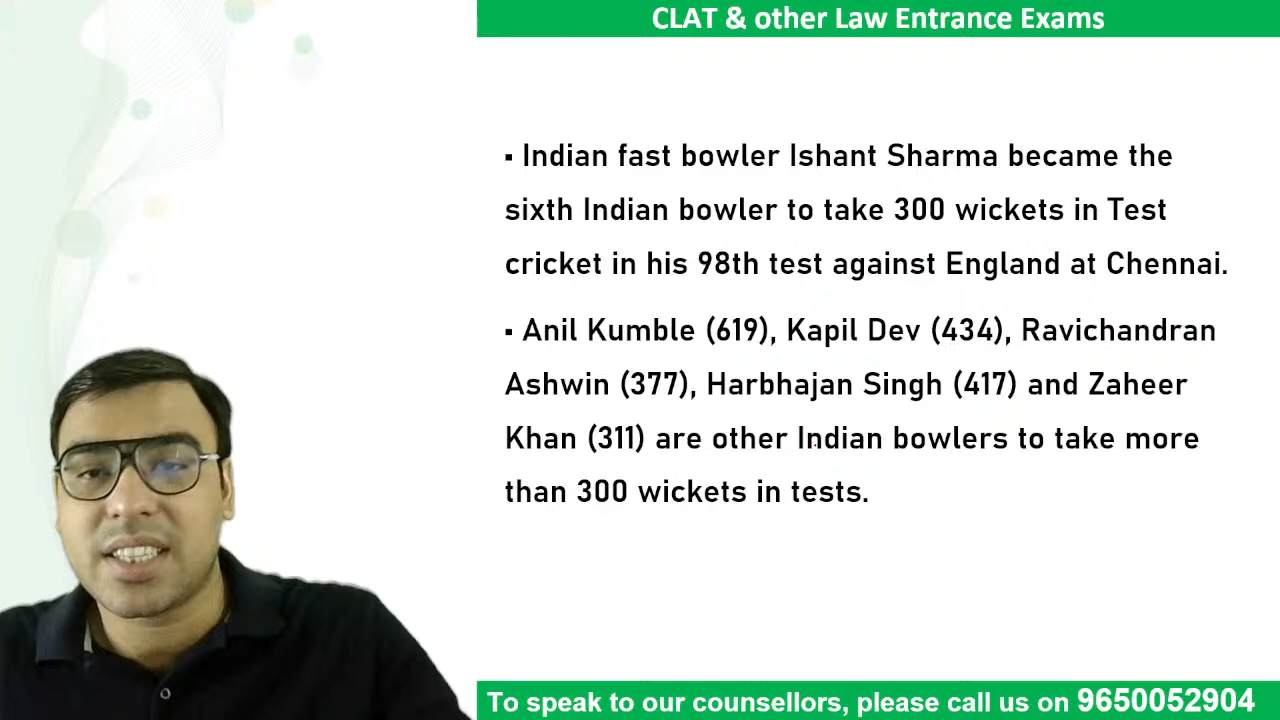 CLAT & other Law Entrance Exams
▪ Indian fast bowler Ishant Sharma became the
sixth Indian bowler to take 300 wickets in Test
cricket in his 98th test against England at Chennai.
▪ Anil Kumble (619), Kapil Dev (434), Ravichandran
Ashwin (377), Harbhajan Singh (417) and Zaheer
Khan (311) are other Indian bowlers to take more
than 300 wickets in tests.
To speak to our counsellors, please call us on 9650052904